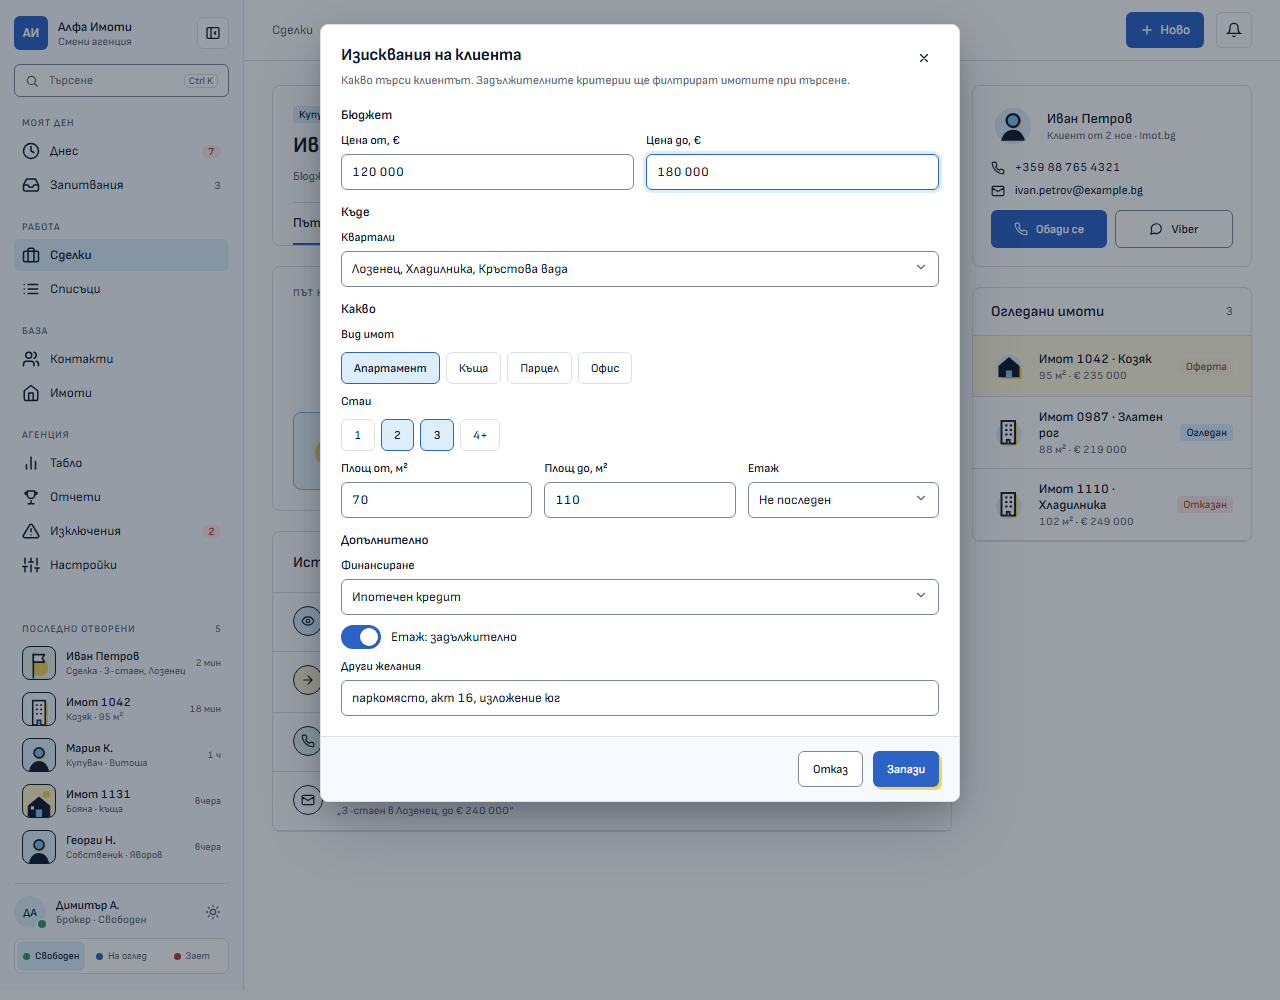 АИ
Алфа Имоти
Смени агенция
Търсене
Ctrl K
МОЯТ ДЕН
Днес
7
Запитвания
3
РАБОТА
Сделки
Списъци
БАЗА
Контакти
Имоти
АГЕНЦИЯ
Табло
Отчети
Изключения
2
Настройки
ПОСЛЕДНО ОТВОРЕНИ
5
Иван Петров
Сделка · 3-стаен, Лозенец
2 мин
Имот 1042
Козяк · 95 м²
18 мин
Мария К.
Купувач · Витоша
1 ч
Имот 1131
Бояна · къща
вчера
Георги Н.
Собственик · Яворов
вчера
ДА
Димитър А.
Брокер · Свободен
Свободен
На оглед
Зает
Сделки
Ново
Изисквания на клиента
Какво търси клиентът. Задължителните критерии ще филтрират имотите при търсене.
Бюджет
Цена от, €
Цена до, €
120 000
180 000
Къде
Квартали
Лозенец, Хладилника, Кръстова вада
Какво
Вид имот
Апартамент
Къща
Парцел
Офис
Стаи
1
2
3
4+
Площ от, м²
Площ до, м²
Етаж
70
110
Не последен
Допълнително
Финансиране
Ипотечен кредит
Етаж: задължително
Други желания
паркомясто, акт 16, изложение юг
Отказ
Запази
„3-стаен в Лозенец, до € 240 000“
Иван Петров
Клиент от 2 ное · Imot.bg
+359 88 765 4321
ivan.petrov@example.bg
Обади се
Viber
Огледани имоти
3
Имот 1042 · Козяк
95 м² · € 235 000
Оферта
Имот 0987 · Златен
рог
88 м² · € 219 000
Огледан
Имот 1110 ·
Хладилника
102 м² · € 249 000
Отказан